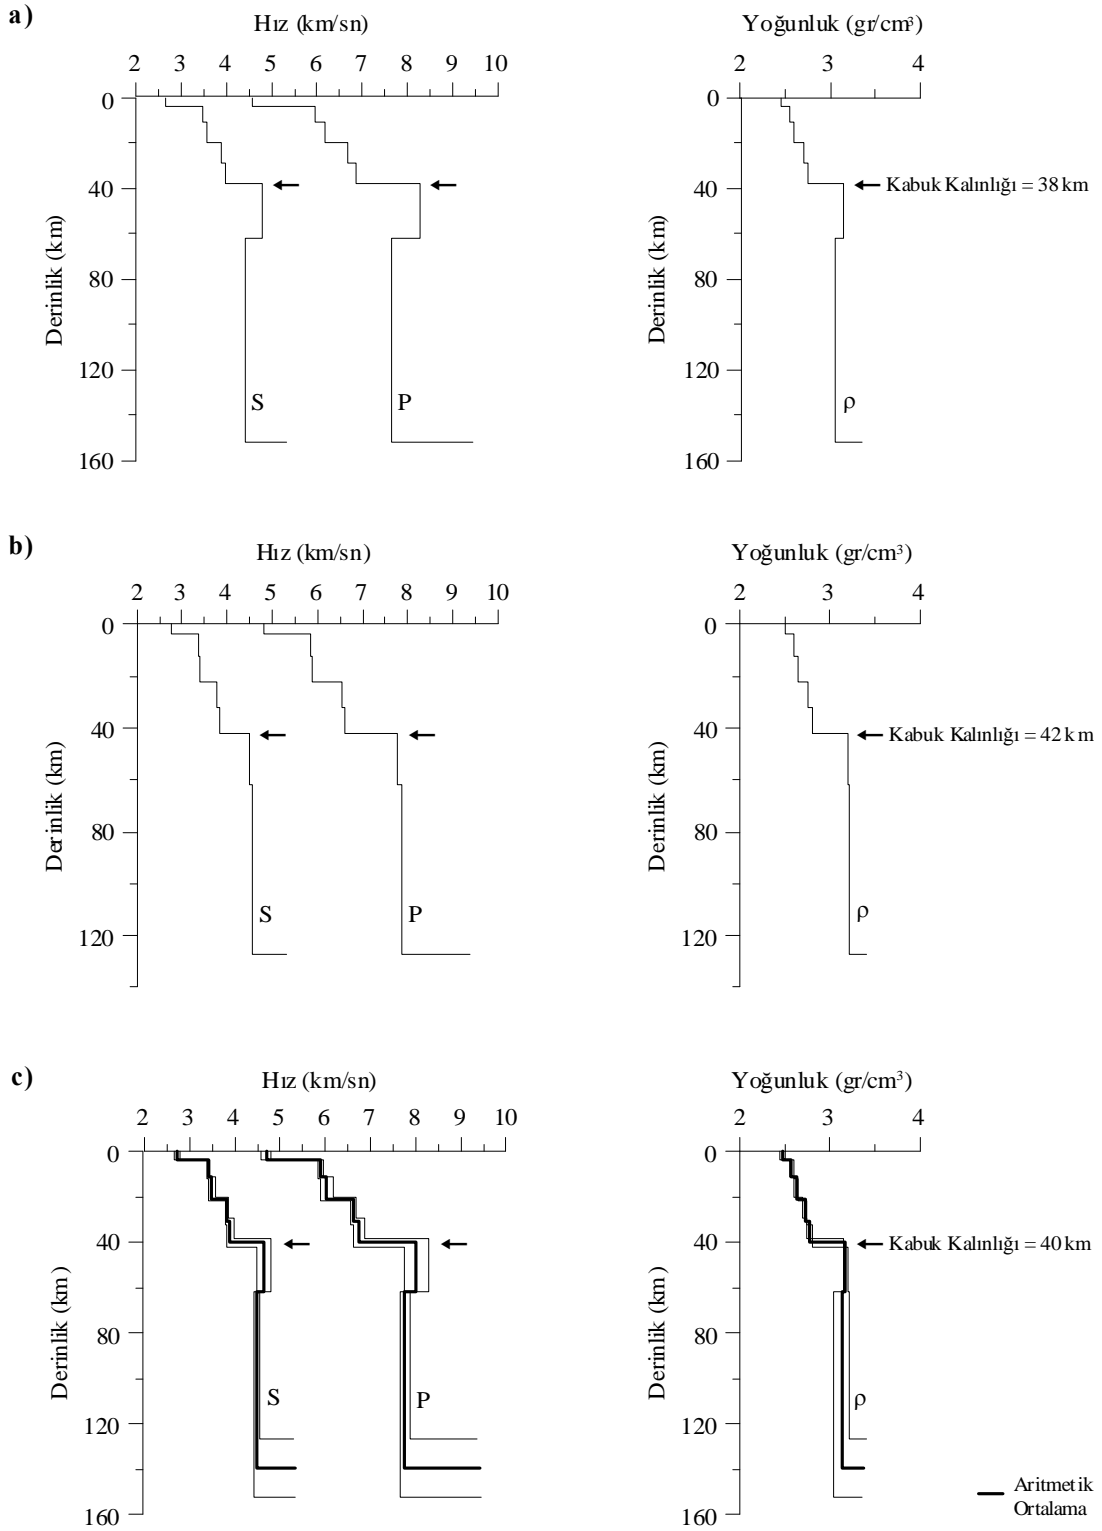 a)
Hız (km/sn)
2 3 4 5 6 7 8 9 10
0
40
80
120
160
Derinlik (km)
S
P
Yoğunluk (gr/cm³)
2 3 4
0
40
80
120
160
Derinlik (km)
ρ
Kabuk Kalınlığı = 38 km
b)
Hız (km/sn)
2 3 4 5 6 7 8 9 10
0
40
80
120
Derinlik (km)
S
P
Yoğunluk (gr/cm³)
2 3 4
0
40
80
120
Derinlik (km)
ρ
Kabuk Kalınlığı = 42 km
c)
Hız (km/sn)
2 3 4 5 6 7 8 9 10
0
40
80
120
160
Derinlik (km)
S
P
Yoğunluk (gr/cm³)
2 3 4
0
40
80
120
160
Derinlik (km)
ρ
Kabuk Kalınlığı = 40 km
Aritmetik
Ortalama